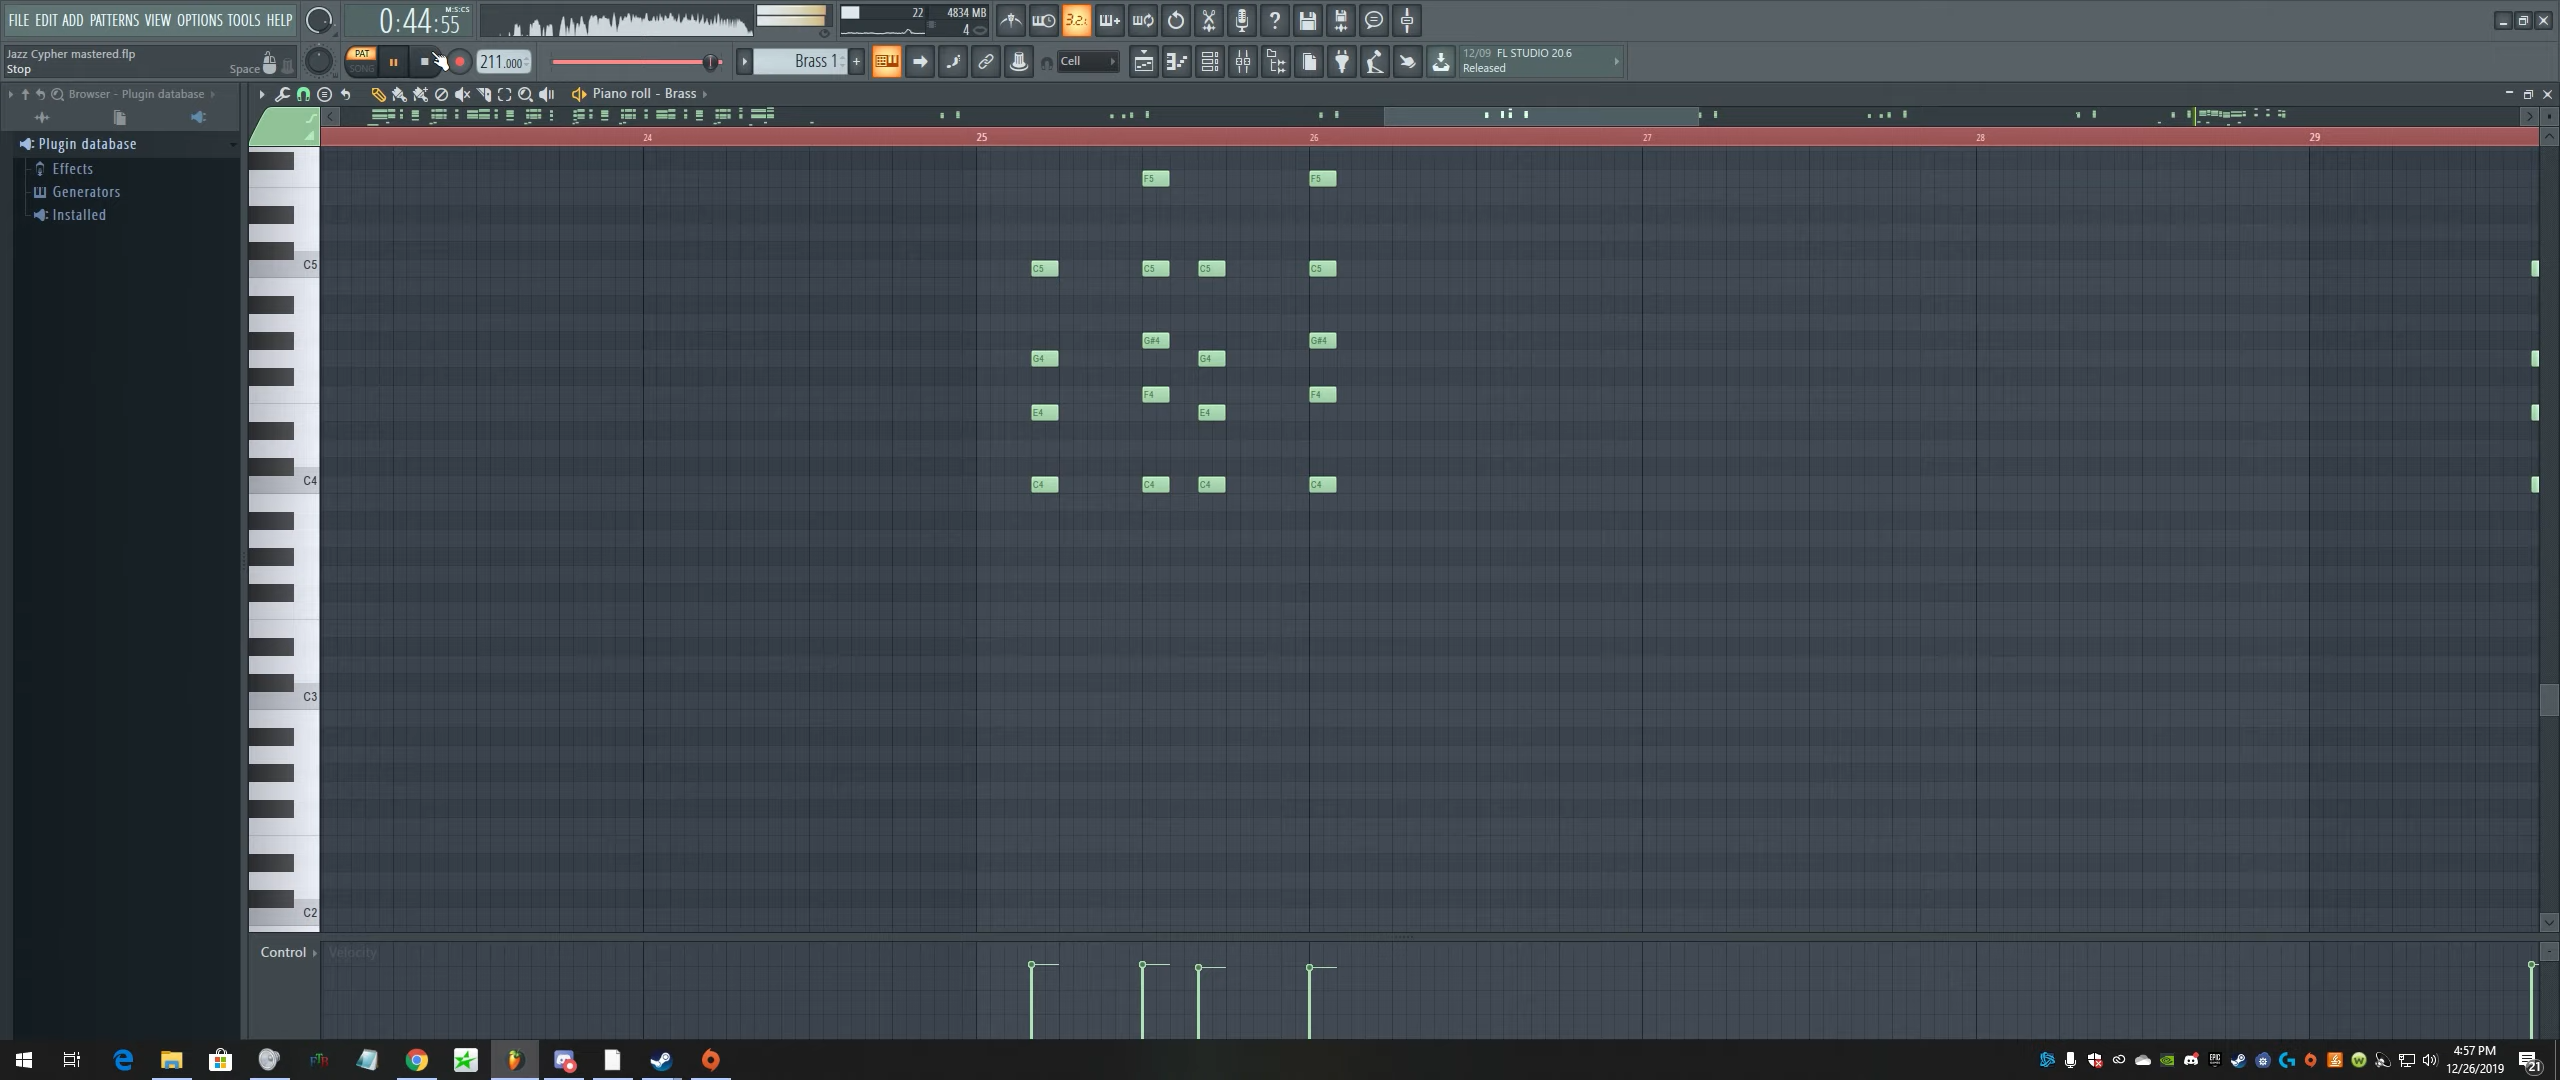 FILE EDIT ADD PATTERNS VIEW OPTIONS TOOLS HELP
0:44:55
M:S:CS
22
4834 MB
4
3.2.
Jazz Cypher mastered.flp
Stop
Space
PAT
SONG
211.000
Brass 1
Cell
12/09 FL STUDIO 20.6
Released
Browser - Plugin database
Piano roll - Brass
Plugin database
Effects
Generators
Installed
24
25
26
27
28
29
F5
F5
C5
C5
C5
C5
C5
G#4
G#4
G4
G4
F4
F4
E4
E4
C4
C4
C4
C4
C4
C3
C2
Control
Velocity
4:57 PM
12/26/2019
21